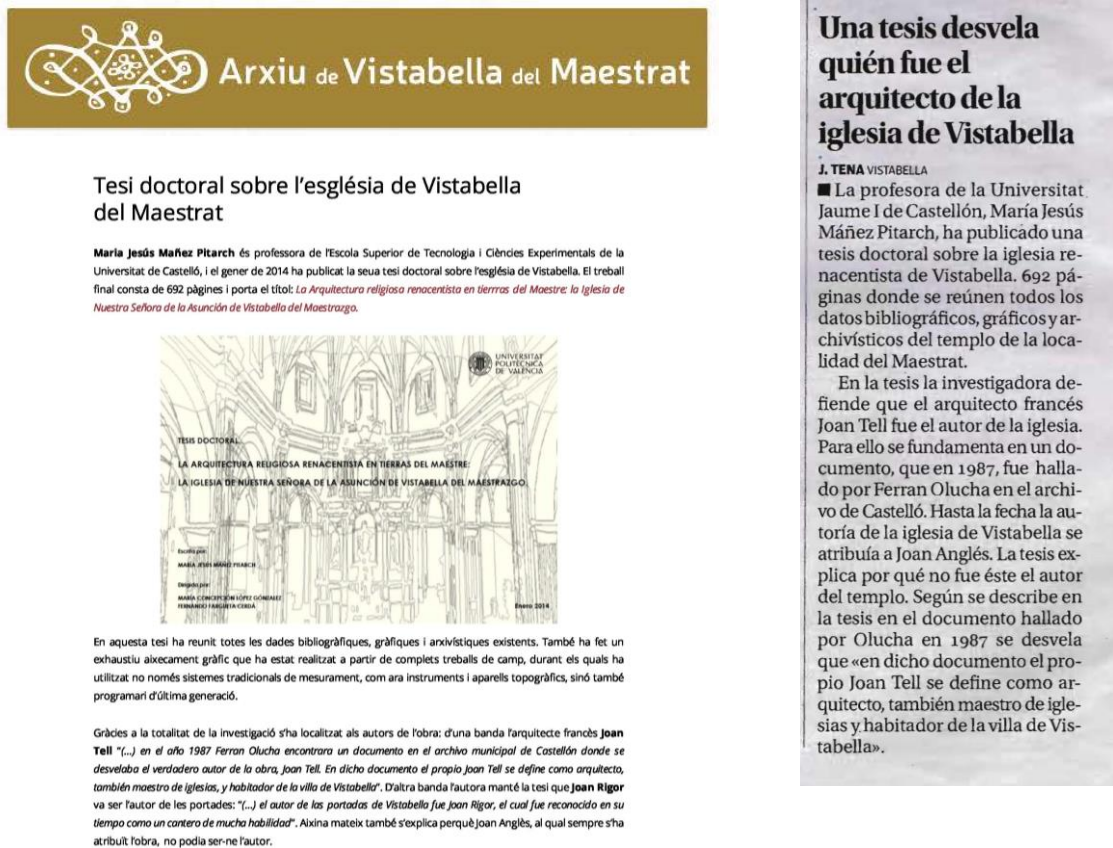 Arxiu de Vistabella del Maestrat
Tesi doctoral sobre l'església de Vistabella
del Maestrat
Maria Jesús Mañez Pitarch és professora de l'Escola Superior de Tecnologia i Ciències Experimentals de la
Universitat de Castelló, i el gener de 2014 ha publicat la seua tesi doctoral sobre l'església de Vistabella. El treball
final consta de 692 pàgines i porta el títol: La Arquitectura religiosa renacentista en tierrras del Maestre: la Iglesia de
Nuestra Señora de la Asunción de Vistabella del Maestrazgo.
UNIVERSITAT
POLITÈCNICA
DE VALÈNCIA
TESIS DOCTORAL
LA ARQUITECTURA RELIGIOSA RENACENTISTA EN TIERRAS DEL MAESTRE:
LA IGLESIA DE NUESTRA SEÑORA DE LA ASUNCIÓN DE VISTABELLA DEL MAESTRAZGO.
Escrita por:
MARÍA JESÚS MÁÑEZ PITARCH
Dirigida por:
MARÍA CONCEPCIÓN LÓPEZ GONZÁLEZ
FERNANDO FARGUETA CERDÁ
Enero 2014
En aquesta tesi ha reunit totes les dades bibliogràfiques, gràfiques i arxivístiques existents. També ha fet un
exhaustiu aixecament gràfic que ha estat realitzat a partir de complets treballs de camp, durant els quals ha
utilitzat no només sistemes tradicionals de mesurament, com ara instruments i aparells topogràfics, sinó també
programari d'última generació.
Gràcies a la totalitat de la investigació s'ha localitzat als autors de l'obra: d'una banda l'arquitecte francès Joan
Tell "(...) en el año 1987 Ferran Olucha encontrara un documento en el archivo municipal de Castellón donde se
desvelaba el verdadero autor de la obra, Joan Tell. En dicho documento el propio Joan Tell se define como arquitecto,
también maestro de iglesias, y habitador de la villa de Vistabella". D'altra banda l'autora manté la tesi que Joan Rigor
va ser l'autor de les portades: "(...) el autor de las portadas de Vistabella fue Joan Rigor, el cual fue reconocido en su
tiempo como un cantero de mucha habilidad". Aixina mateix també s'explica perquè Joan Anglès, al qual sempre s'ha
atribuït l'obra, no podia ser-ne l'autor.
Una tesis desvela
quién fue el
arquitecto de la
iglesia de Vistabella
J. TENA VISTABELLA
■ La profesora de la Universitat
Jaume I de Castellón, María Jesús
Máñez Pitarch, ha publicado una
tesis doctoral sobre la iglesia re-
nacentista de Vistabella. 692 pá-
ginas donde se reúnen todos los
datos bibliográficos, gráficos y ar-
chivísticos del templo de la loca-
lidad del Maestrat.
En la tesis la investigadora de-
fiende que el arquitecto francés
Joan Tell fue el autor de la iglesia.
Para ello se fundamenta en un do-
cumento, que en 1987, fue halla-
do por Ferran Olucha en el archi-
vo de Castelló. Hasta la fecha la au-
toría de la iglesia de Vistabella se
atribuía a Joan Anglés. La tesis ex-
plica por qué no fue éste el autor
del templo. Según se describe en
la tesis en el documento hallado
por Olucha en 1987 se desvela
que «en dicho documento el pro-
pio Joan Tell se define como ar-
quitecto, también maestro de igle-
sias y habitador de la villa de Vis-
tabella».